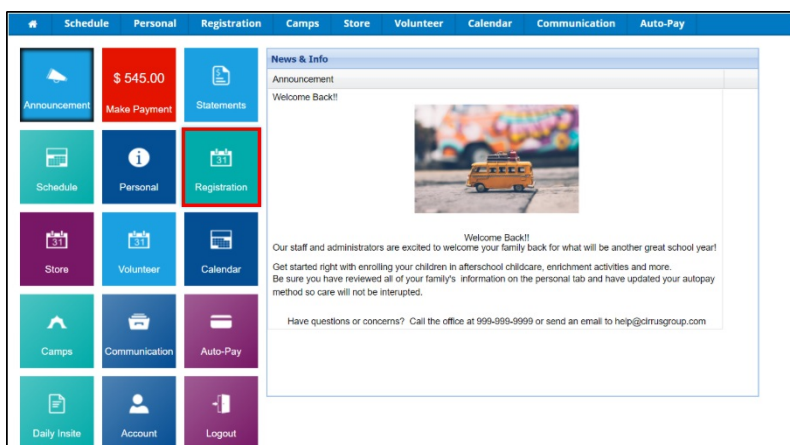 Schedule Personal Registration Camps Store Volunteer Calendar Communication Auto-Pay
Announcement
$ 545.00
Make Payment
Statements
Schedule
Personal
31
Registration
31
Store
31
Volunteer
Calendar
Camps
Communication
Auto-Pay
Daily Insite
Account
Logout
News & Info
Announcement
Welcome Back!!
Welcome Back!!
Our staff and administrators are excited to welcome your family back for what will be another great school year!
Get started right with enrolling your children in afterschool childcare, enrichment activities and more.
Be sure you have reviewed all of your family's information on the personal tab and have updated your autopay
method so care will not be interupted.
Have questions or concerns? Call the office at 999-999-9999 or send an email to help@cirrusgroup.com